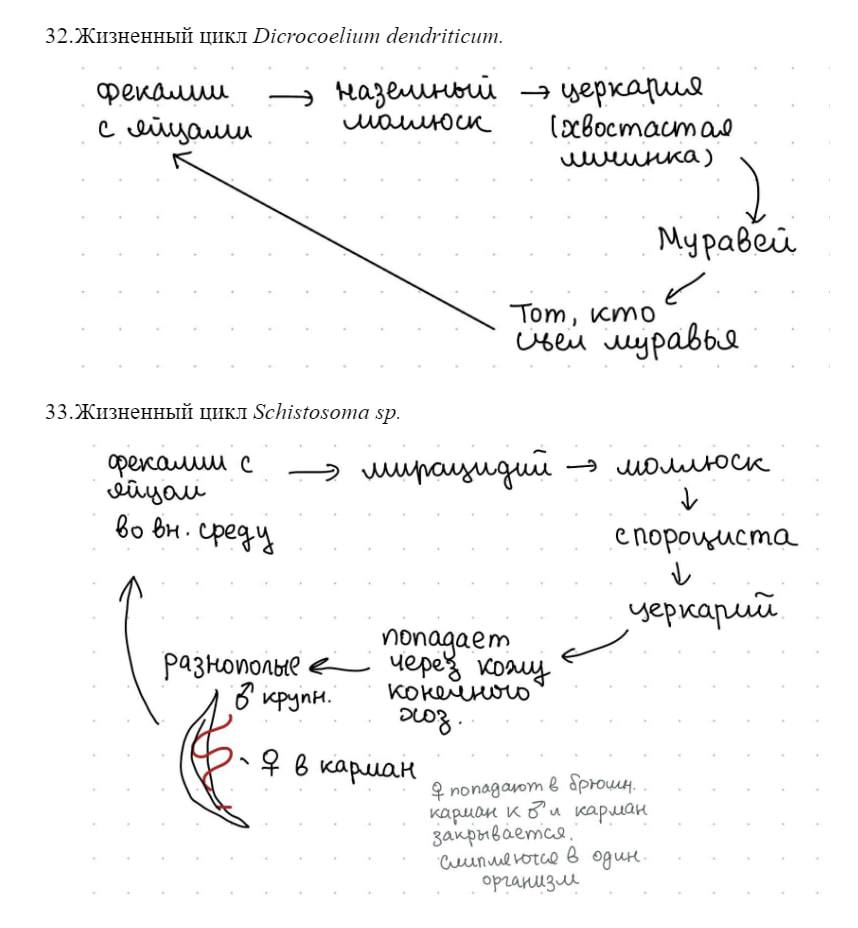 32.Жизненный цикл Dicrocoelium dendriticum.
фекалии → наземный → церкария
с яйцами моллюск (хвостастая
личинка)
Муравей
Тот, кто
съел муравья
33.Жизненный цикл Schistosoma sp.
фекалии с → мирацидий → моллюск
яйцом
во вн. среду
спороциста
церкарий
попадает
через кожу
конечного
хоз.
разнополые
♂ крупн.
♀ в карман
♀ попадают в брюшн.
карман к ♂ и карман
закрывается.
Слипляются в один
организм